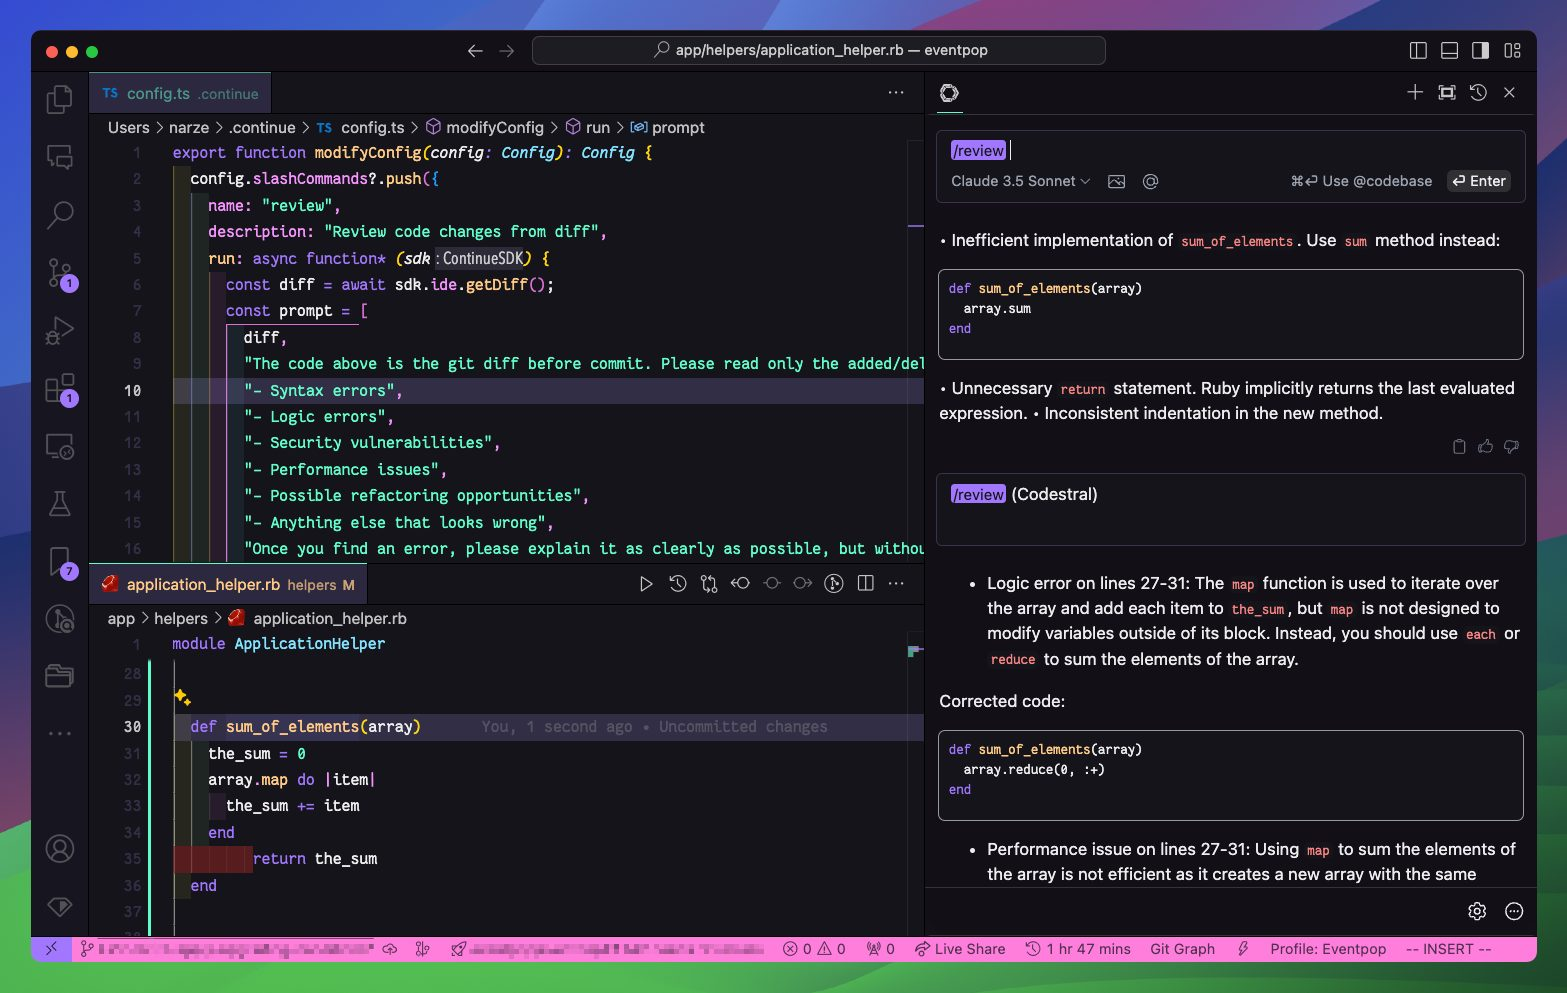 app/helpers/application_helper.rb — eventpop
TS config.ts .continue
Users > narze > .continue > TS config.ts > modifyConfig > run > prompt
1 export function modifyConfig(config: Config): Config {
2 config.slashCommands?.push({
3 name: "review",
4 description: "Review code changes from diff",
5 run: async function* (sdk: ContinueSDK) {
6 const diff = await sdk.ide.getDiff();
7 const prompt = [
8 diff,
9 "The code above is the git diff before commit. Please read only the added/del
10 "- Syntax errors",
11 "- Logic errors",
12 "- Security vulnerabilities",
13 "- Performance issues",
14 "- Possible refactoring opportunities",
15 "- Anything else that looks wrong",
16 "Once you find an error, please explain it as clearly as possible, but withou
1
1
7
application_helper.rb helpers M
app > helpers > application_helper.rb
1 module ApplicationHelper
28
29
30 def sum_of_elements(array) You, 1 second ago • Uncommitted changes
31 the_sum = 0
32 array.map do |item|
33 the_sum += item
34 end
35 return the_sum
36 end
37
/review
Claude 3.5 Sonnet @ ⌘⏎ Use @codebase ⏎ Enter
• Inefficient implementation of sum_of_elements. Use sum method instead:
def sum_of_elements(array)
array.sum
end
• Unnecessary return statement. Ruby implicitly returns the last evaluated
expression. • Inconsistent indentation in the new method.
/review (Codestral)
• Logic error on lines 27-31: The map function is used to iterate over
the array and add each item to the_sum, but map is not designed to
modify variables outside of its block. Instead, you should use each or
reduce to sum the elements of the array.
Corrected code:
def sum_of_elements(array)
array.reduce(0, :+)
end
• Performance issue on lines 27-31: Using map to sum the elements of
the array is not efficient as it creates a new array with the same
0 0 0 Live Share 1 hr 47 mins Git Graph Profile: Eventpop -- INSERT --